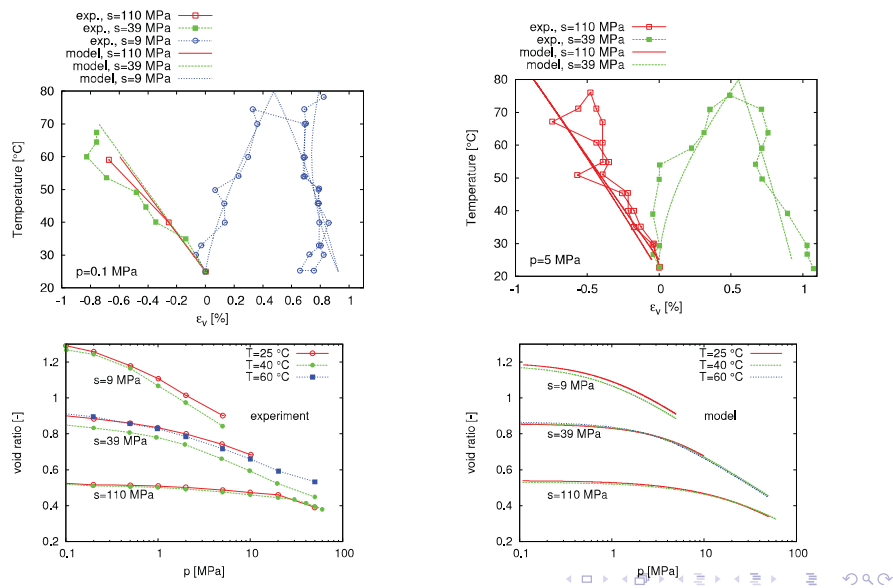 exp., s=110 MPa
exp., s=39 MPa
exp., s=9 MPa
model, s=110 MPa
model, s=39 MPa
model, s=9 MPa
80
70
60
50
40
30
20
Temperature [°C]
p=0.1 MPa
-1 -0.8 -0.6 -0.4 -0.2 0 0.2 0.4 0.6 0.8 1
εv [%]
exp., s=110 MPa
exp., s=39 MPa
model, s=110 MPa
model, s=39 MPa
80
70
60
50
40
30
20
Temperature [°C]
p=5 MPa
-1 -0.5 0 0.5 1
εv [%]
T=25 °C
T=40 °C
T=60 °C
1.2
1
0.8
0.6
0.4
0.2
void ratio [-]
s=9 MPa
experiment
s=39 MPa
s=110 MPa
0.1 1 10 100
p [MPa]
T=25 °C
T=40 °C
T=60 °C
1.2
1
0.8
0.6
0.4
0.2
void ratio [-]
s=9 MPa
model
s=39 MPa
s=110 MPa
0.1 1 10 100
p [MPa]